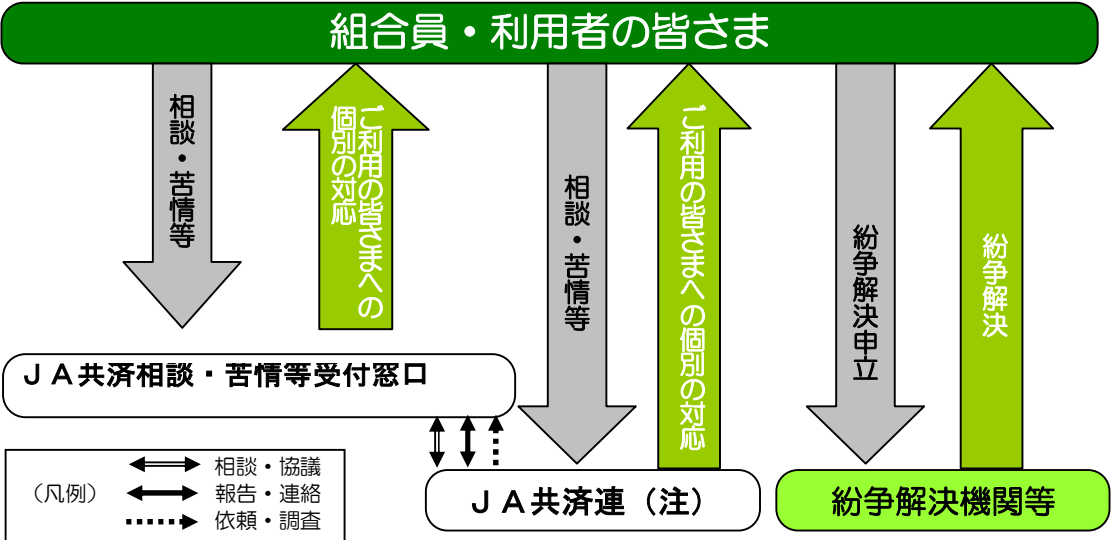 組合員・利用者の皆さま
相談・苦情等
ご利用の皆さまへの
個別の対応
相談・苦情等
ご利用の皆さまへの個別の対応
紛争解決申立
紛争解決
ＪＡ共済相談・苦情等受付窓口
（凡例）
相談・協議
報告・連絡
依頼・調査
ＪＡ共済連（注）
紛争解決機関等